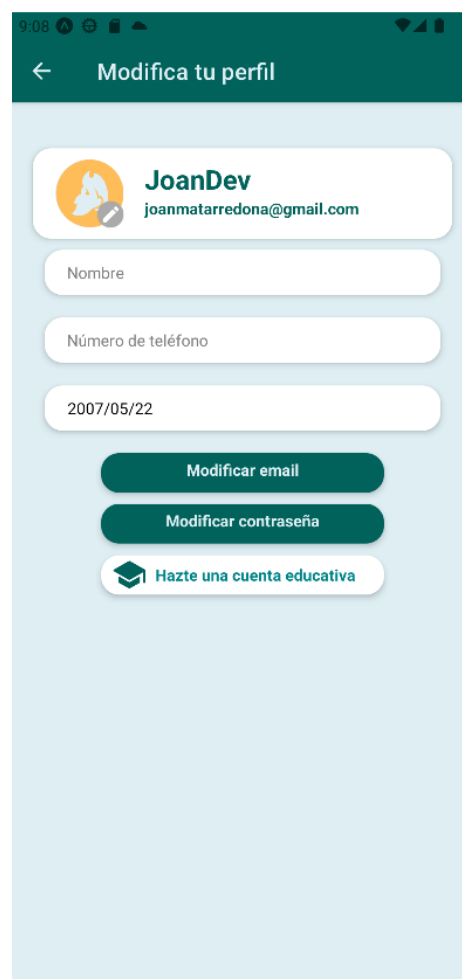 9:08
Modifica tu perfil
JoanDev
joanmatarredona@gmail.com
Nombre
Número de teléfono
2007/05/22
Modificar email
Modificar contraseña
Hazte una cuenta educativa